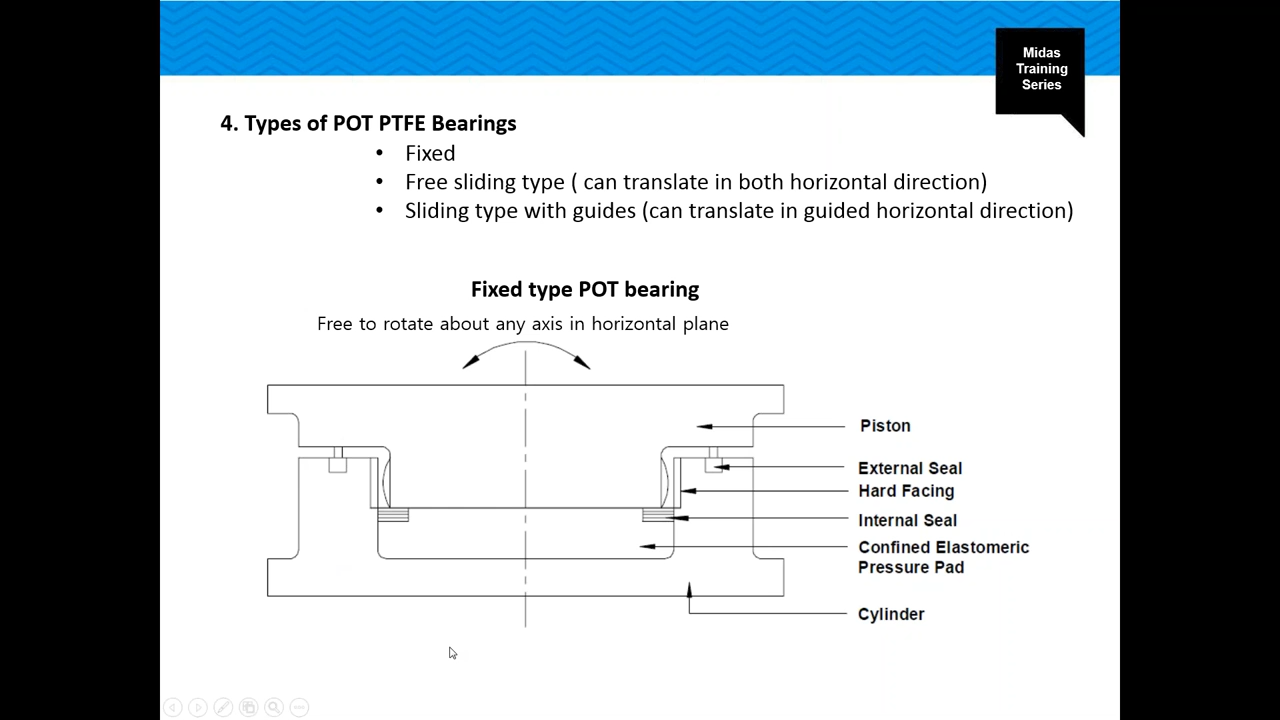 Midas
Training
Series
4. Types of POT PTFE Bearings
• Fixed
• Free sliding type ( can translate in both horizontal direction)
• Sliding type with guides (can translate in guided horizontal direction)
Fixed type POT bearing
Free to rotate about any axis in horizontal plane
Piston
External Seal
Hard Facing
Internal Seal
Confined Elastomeric
Pressure Pad
Cylinder